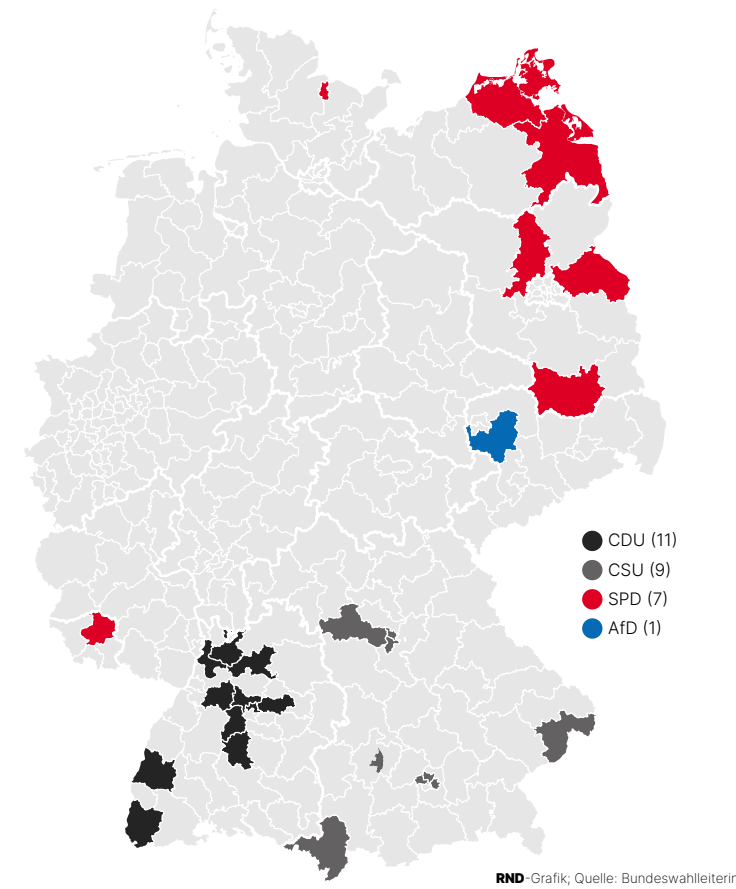 CDU (11)
CSU (9)
SPD (7)
AfD (1)
RND-Grafik; Quelle: Bundeswahlleiterin